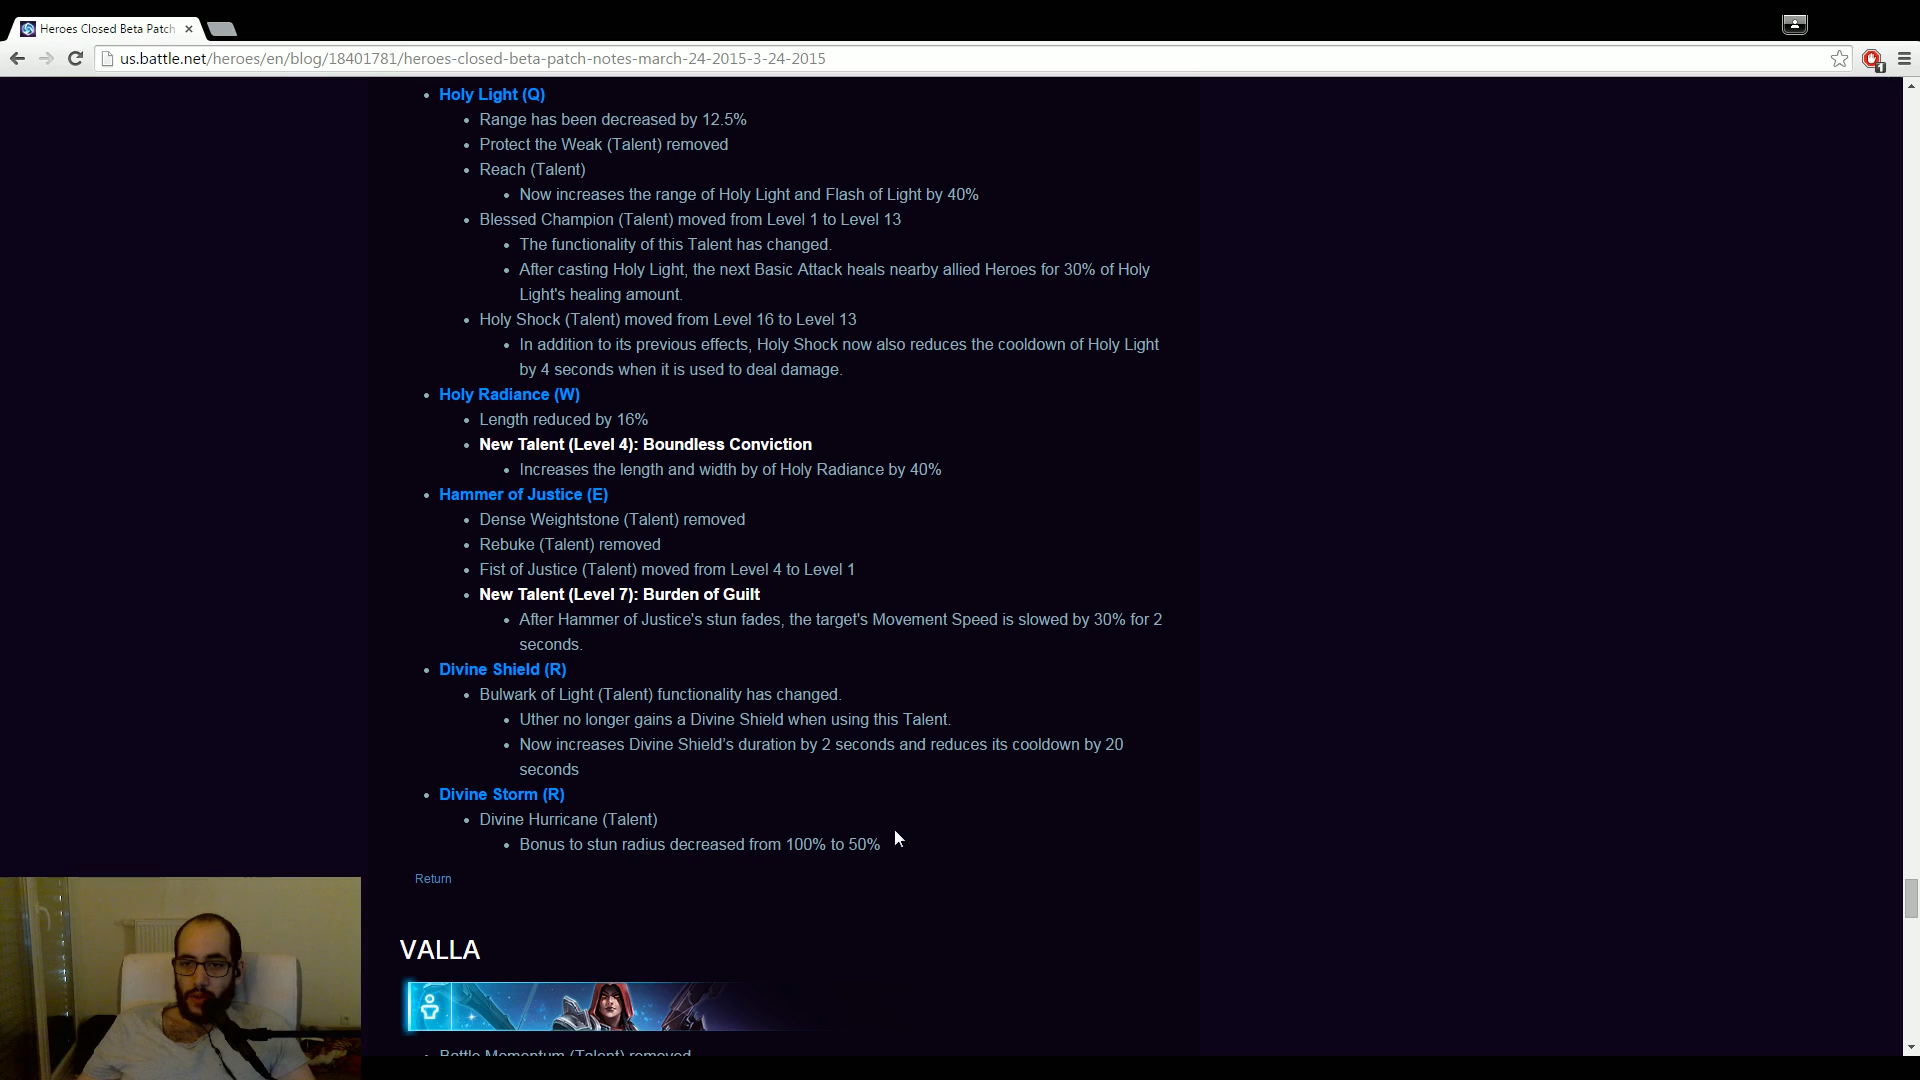 Heroes Closed Beta Patch
us.battle.net/heroes/en/blog/18401781/heroes-closed-beta-patch-notes-march-24-2015-3-24-2015
1
Holy Light (Q)
Range has been decreased by 12.5%
Protect the Weak (Talent) removed
Reach (Talent)
Now increases the range of Holy Light and Flash of Light by 40%
Blessed Champion (Talent) moved from Level 1 to Level 13
The functionality of this Talent has changed.
After casting Holy Light, the next Basic Attack heals nearby allied Heroes for 30% of Holy
Light's healing amount.
Holy Shock (Talent) moved from Level 16 to Level 13
In addition to its previous effects, Holy Shock now also reduces the cooldown of Holy Light
by 4 seconds when it is used to deal damage.
Holy Radiance (W)
Length reduced by 16%
New Talent (Level 4): Boundless Conviction
Increases the length and width by of Holy Radiance by 40%
Hammer of Justice (E)
Dense Weightstone (Talent) removed
Rebuke (Talent) removed
Fist of Justice (Talent) moved from Level 4 to Level 1
New Talent (Level 7): Burden of Guilt
After Hammer of Justice's stun fades, the target's Movement Speed is slowed by 30% for 2
seconds.
Divine Shield (R)
Bulwark of Light (Talent) functionality has changed.
Uther no longer gains a Divine Shield when using this Talent.
Now increases Divine Shield’s duration by 2 seconds and reduces its cooldown by 20
seconds
Divine Storm (R)
Divine Hurricane (Talent)
Bonus to stun radius decreased from 100% to 50%
Return
VALLA
Battle Momentum (Talent) removed